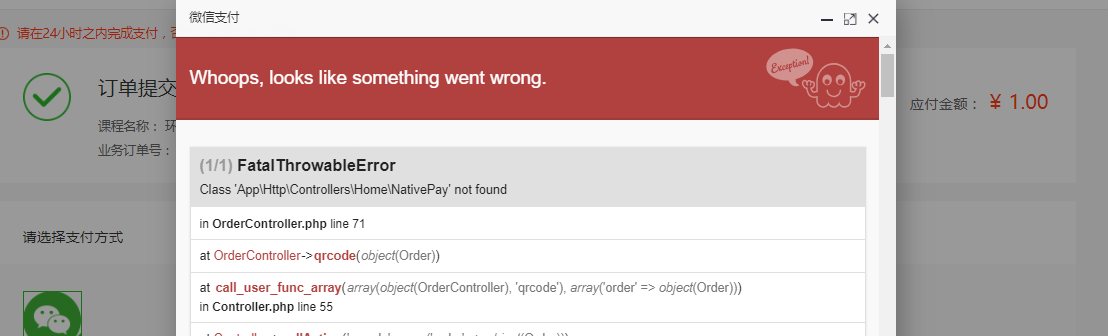 微信支付
请在24小时之内完成支付，
Whoops, looks like something went wrong.
Exception!
订单提交
应付金额： ¥ 1.00
课程名称：
业务订单号：
(1/1) FatalThrowableError
Class 'App\Http\Controllers\Home\NativePay' not found
in OrderController.php line 71
请选择支付方式
at OrderController->qrcode(object(Order))
at call_user_func_array(array(object(OrderController), 'qrcode'), array('order' => object(Order)))
in Controller.php line 55